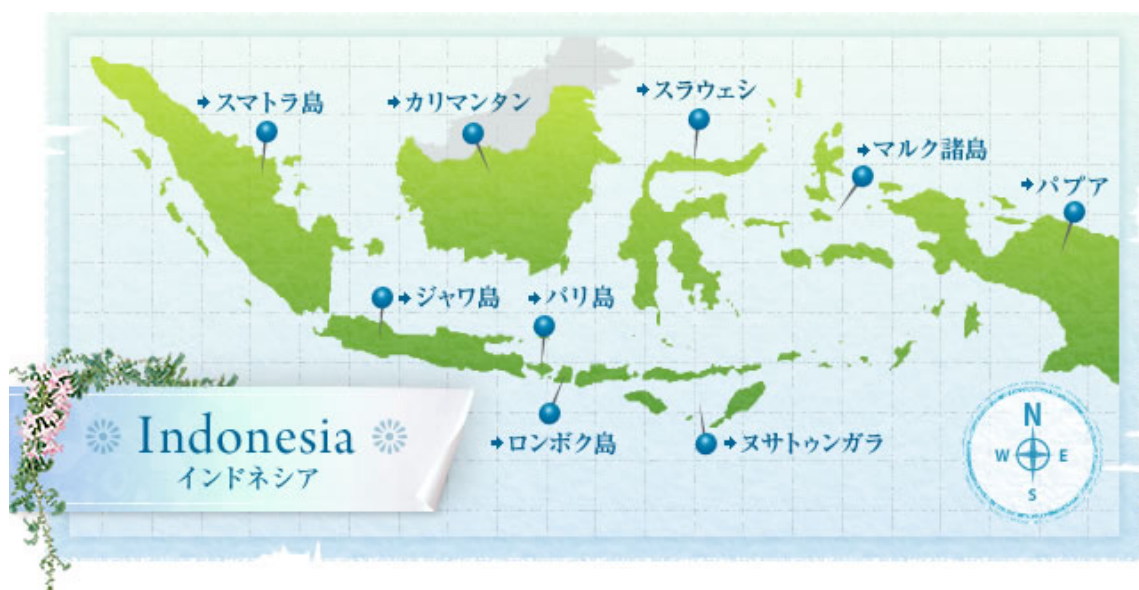 ➔スマトラ島
➔カリマンタン
➔スラウェシ
➔マルク諸島
➔パプア
➔ジャワ島
➔バリ島
➔ロンボク島
➔ヌサトゥンガラ
Indonesia
インドネシア
N
W
E
S